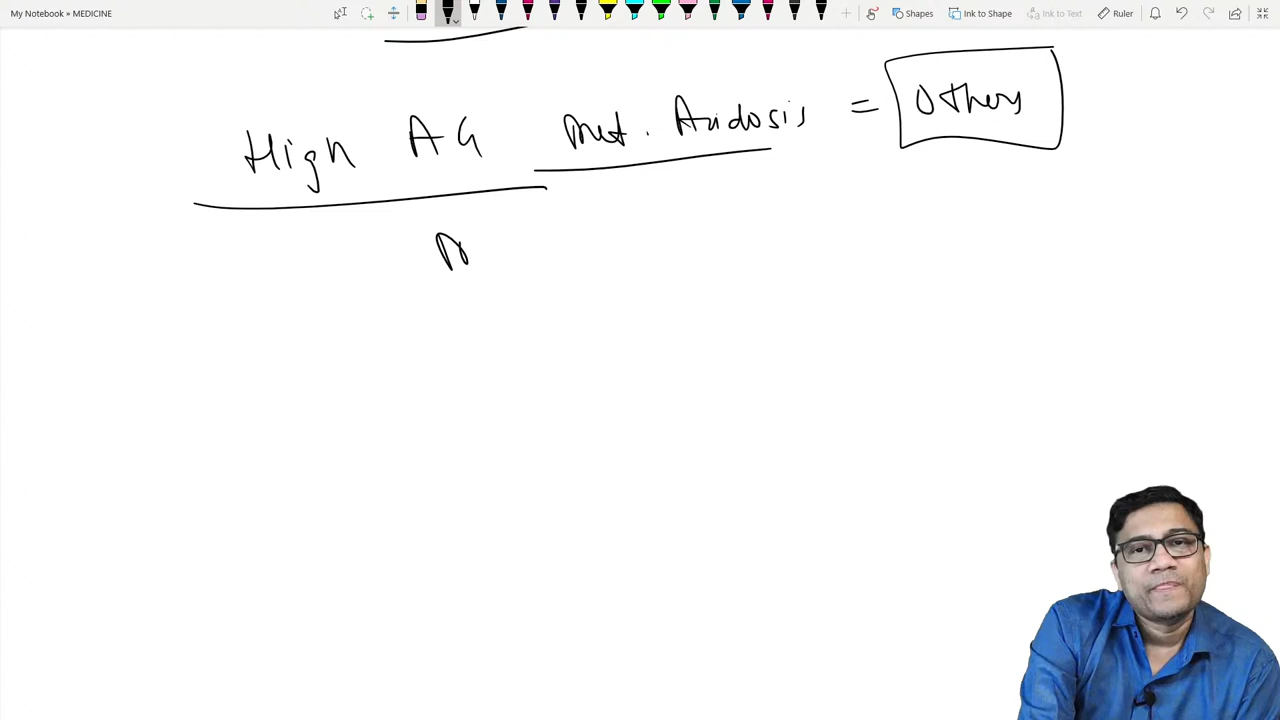 My Notebook » MEDICINE
Shapes Ink to Shape Ink to Text Ruler
High AG Met. Acidosis = Others